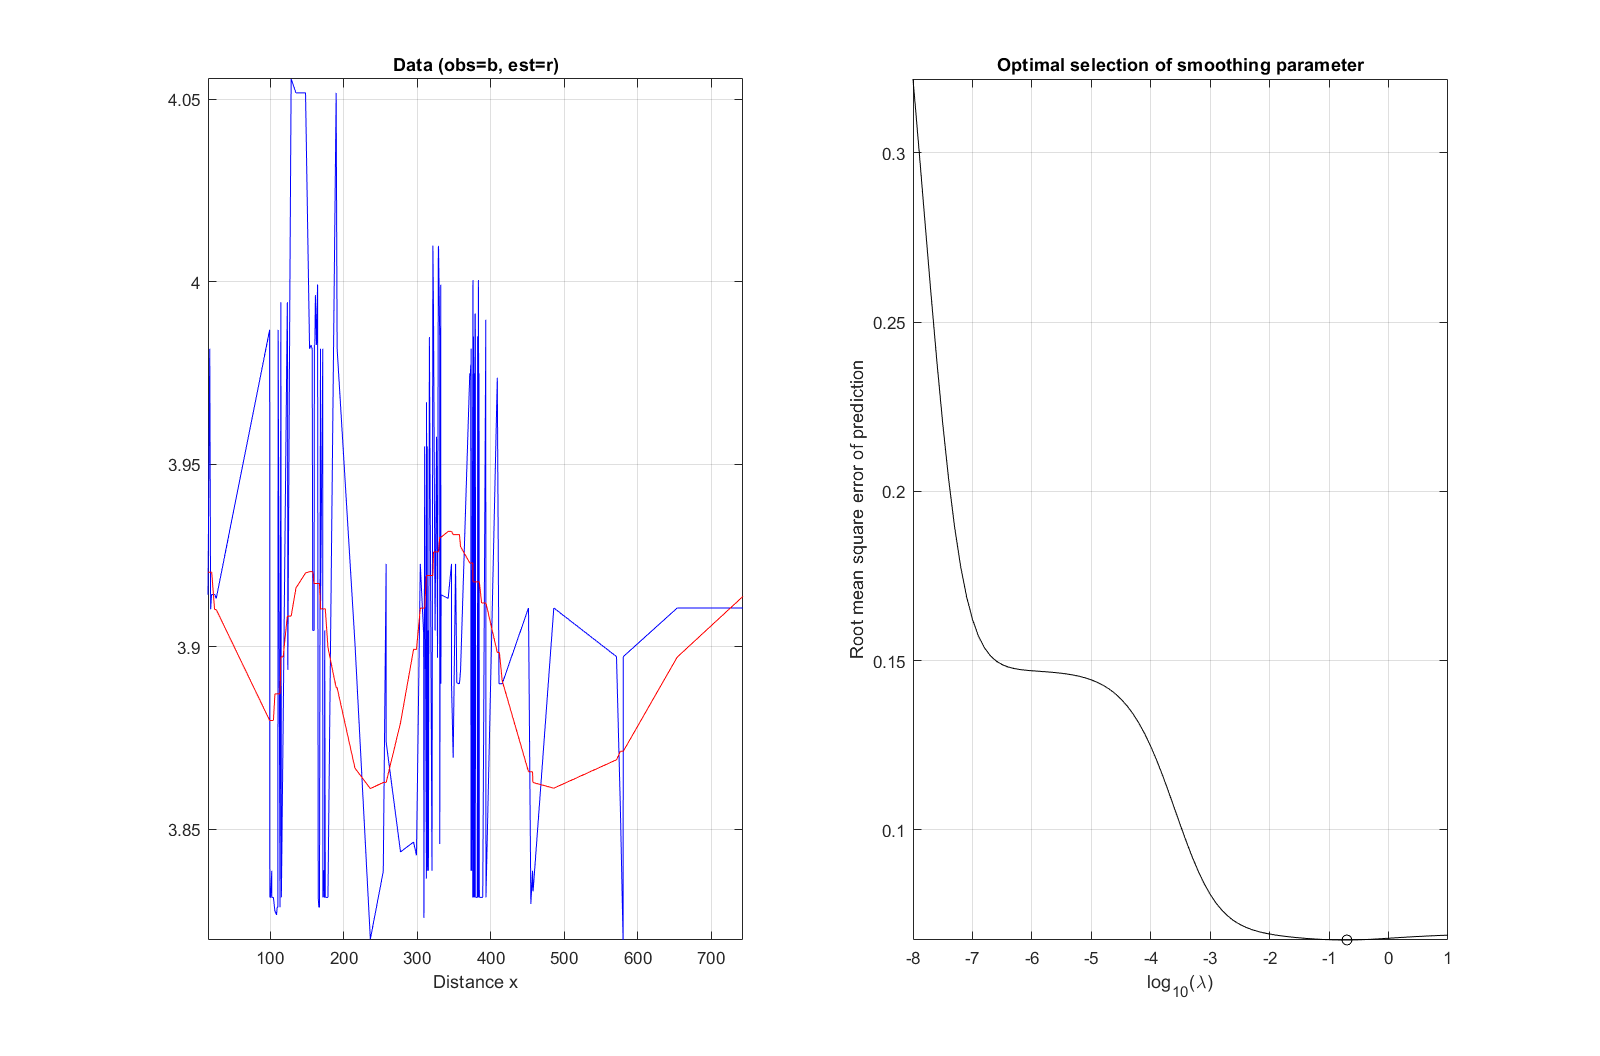 Data (obs=b, est=r)
4.05
4
3.95
3.9
3.85
100 200 300 400 500 600 700
Distance x
Optimal selection of smoothing parameter
Root mean square error of prediction
0.3
0.25
0.2
0.15
0.1
-8 -7 -6 -5 -4 -3 -2 -1 0 1
log10(λ)